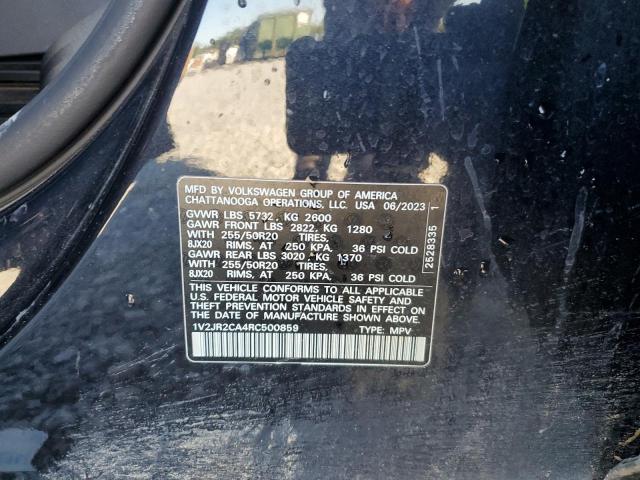 MFD BY VOLKSWAGEN GROUP OF AMERICA
CHATTANOOGA OPERATIONS, LLC. USA 06/2023
GVWR LBS 5732, KG 2600
GAWR FRONT LBS 2822, KG 1280
WITH 255/50R20 TIRES,
8JX20 RIMS, AT 250 KPA. 36 PSI COLD
GAWR REAR LBS 3020, KG 1370
WITH 255/50R20 TIRES,
8JX20 RIMS, AT 250 KPA. 36 PSI COLD
THIS VEHICLE CONFORMS TO ALL APPLICABLE
U.S. FEDERAL MOTOR VEHICLE SAFETY AND
THEFT PREVENTION STANDARDS IN EFFECT ON
THE DATE OF MANUFACTURE SHOWN ABOVE.
1V2JR2CA4RC500859 TYPE: MPV
2528335